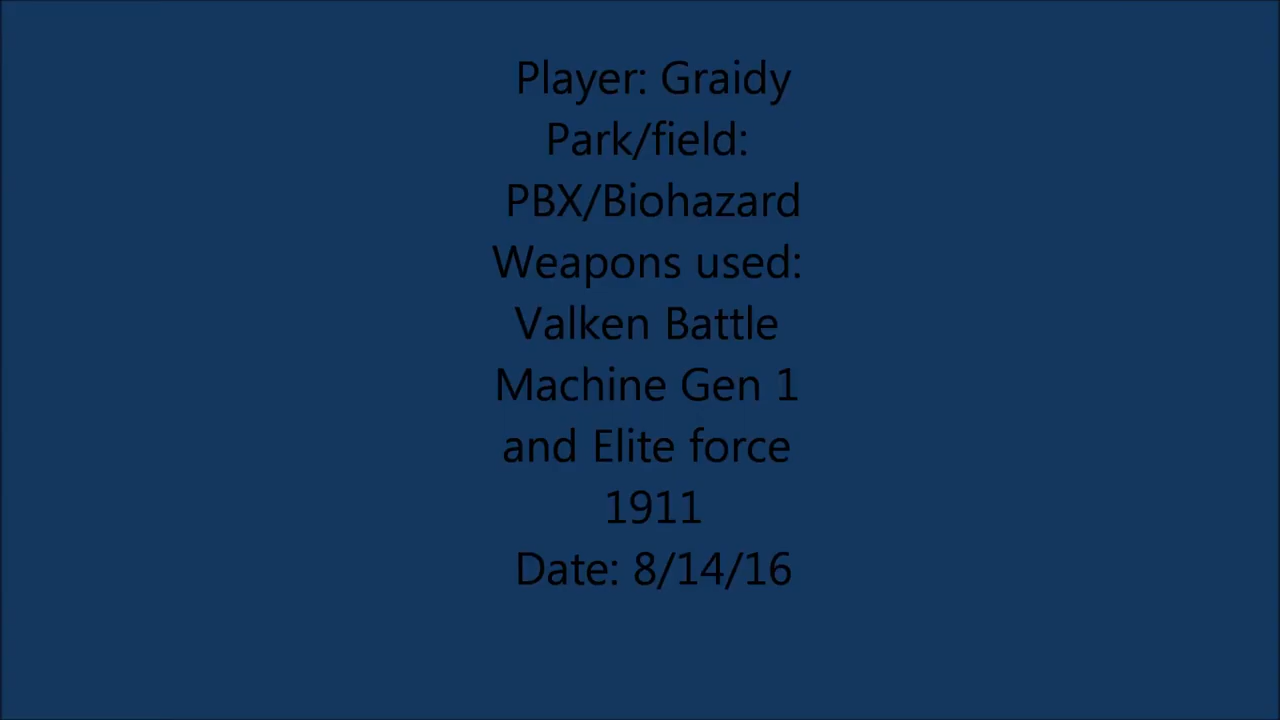 Player: Graidy
Park/field:
PBX/Biohazard
Weapons used:
Valken Battle
Machine Gen 1
and Elite force
1911
Date: 8/14/16